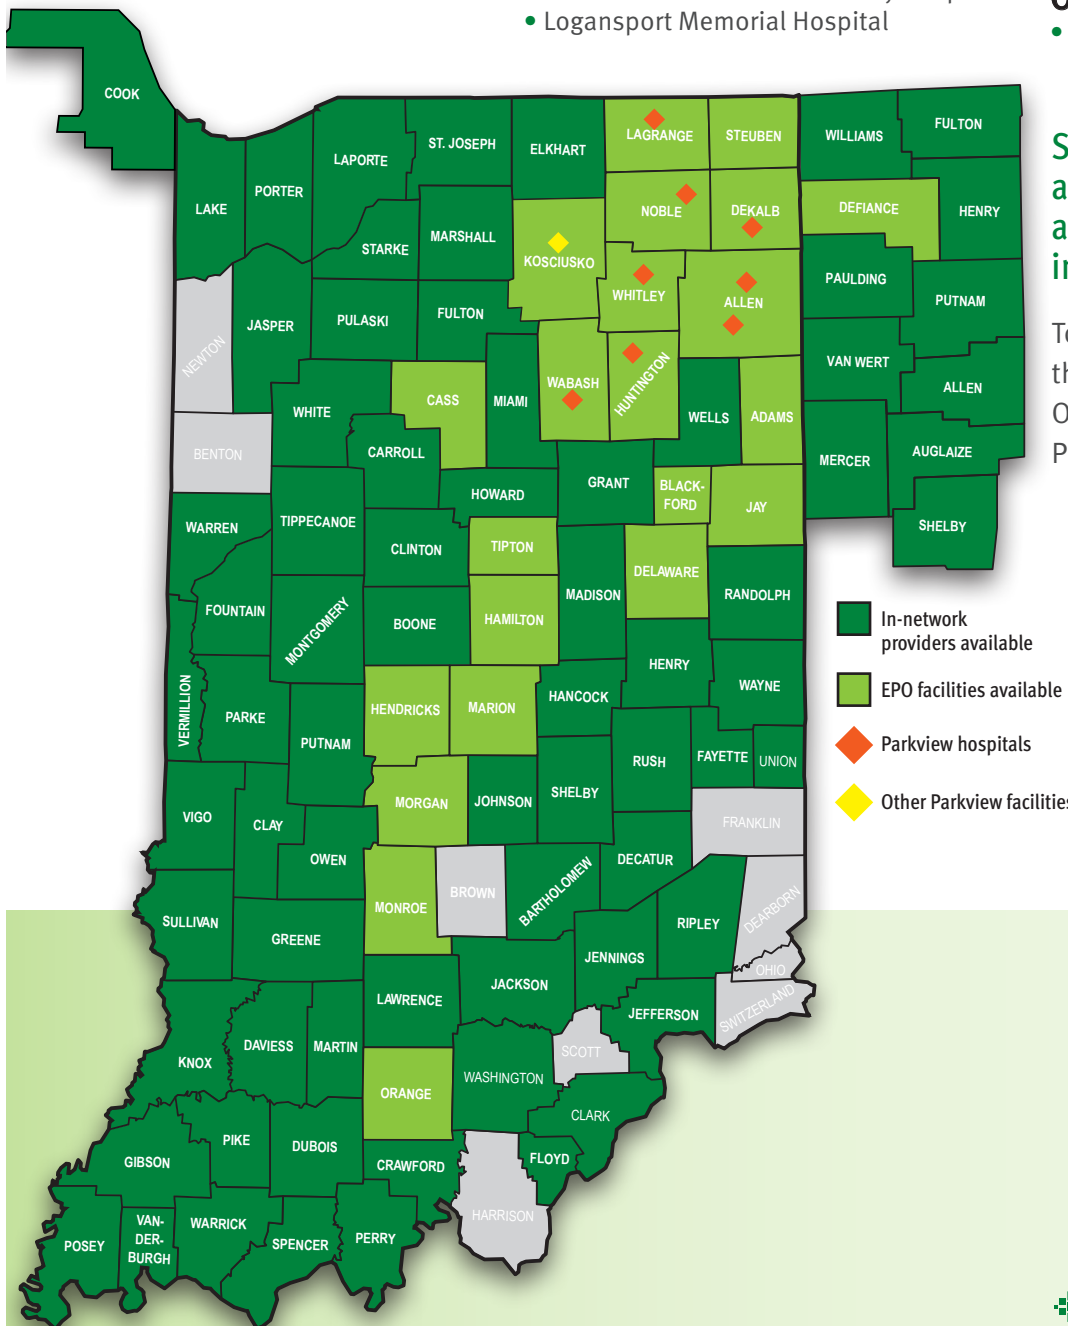 • Logansport Memorial Hospital
•
COOK
LAKE
PORTER
LAPORTE
ST. JOSEPH
ELKHART
LAGRANGE
STEUBEN
WILLIAMS
FULTON
STARKE
MARSHALL
KOSCIUSKO
NOBLE
DEKALB
DEFIANCE
HENRY
NEWTON
JASPER
PULASKI
FULTON
WHITLEY
ALLEN
PAULDING
PUTNAM
WHITE
CASS
MIAMI
WABASH
HUNTINGTON
WELLS
ADAMS
VAN WERT
ALLEN
BENTON
CARROLL
HOWARD
GRANT
BLACK-
FORD
JAY
MERCER
AUGLAIZE
SHELBY
WARREN
TIPPECANOE
CLINTON
TIPTON
MADISON
DELAWARE
RANDOLPH
FOUNTAIN
MONTGOMERY
BOONE
HAMILTON
HENRY
WAYNE
VERMILLION
PARKE
PUTNAM
HENDRICKS
MARION
HANCOCK
RUSH
FAYETTE
UNION
VIGO
CLAY
OWEN
MORGAN
JOHNSON
SHELBY
DECATUR
FRANKLIN
SULLIVAN
GREENE
MONROE
BROWN
BARTHOLOMEW
RIPLEY
DEARBORN
OHIO
SWITZERLAND
LAWRENCE
JACKSON
JENNINGS
JEFFERSON
SCOTT
KNOX
DAVIESS
MARTIN
ORANGE
WASHINGTON
CLARK
GIBSON
PIKE
DUBOIS
CRAWFORD
FLOYD
HARRISON
POSEY
VAN-
DER-
BURGH
WARRICK
SPENCER
PERRY
In-network
providers available
EPO facilities available
Parkview hospitals
Other Parkview facilities